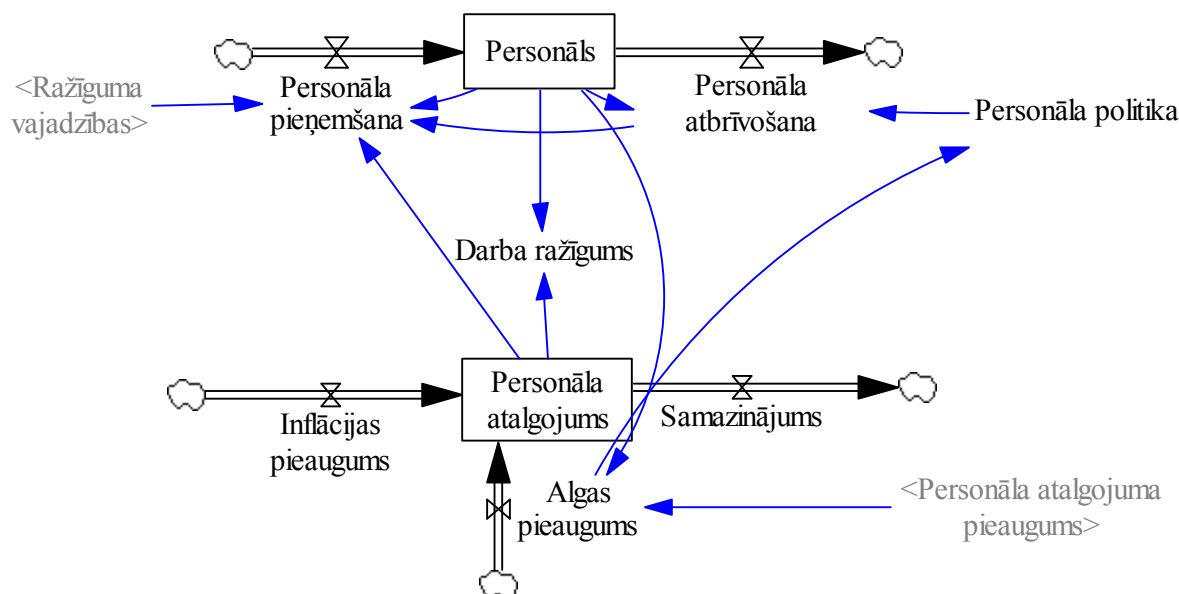 Personāls
<Ražīguma
vajadzības>
Personāla
pieņemšana
Personāla
atbrīvošana
Personāla politika
Darba ražīgums
Personāla
atalgojums
Inflācijas
pieaugums
Samazinājums
Algas
pieaugums
<Personāla atalgojuma
pieaugums>